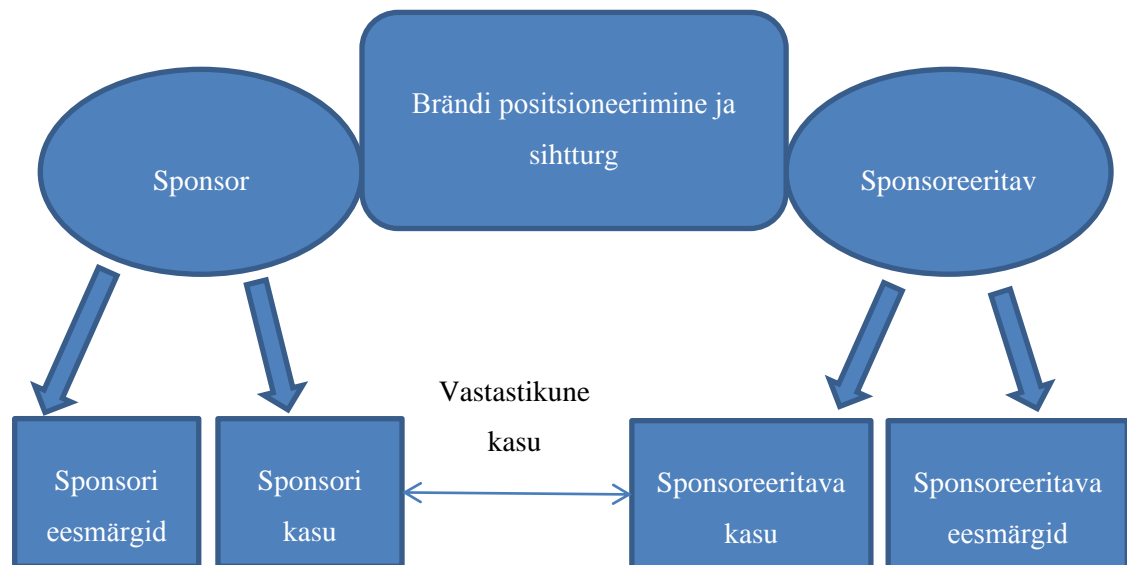 Brändi positsioneerimine ja
sihtturg
Sponsor
Sponsoreeritav
Vastastikune
kasu
Sponsori
eesmärgid
Sponsori
kasu
Sponsoreeritava
kasu
Sponsoreeritava
eesmärgid